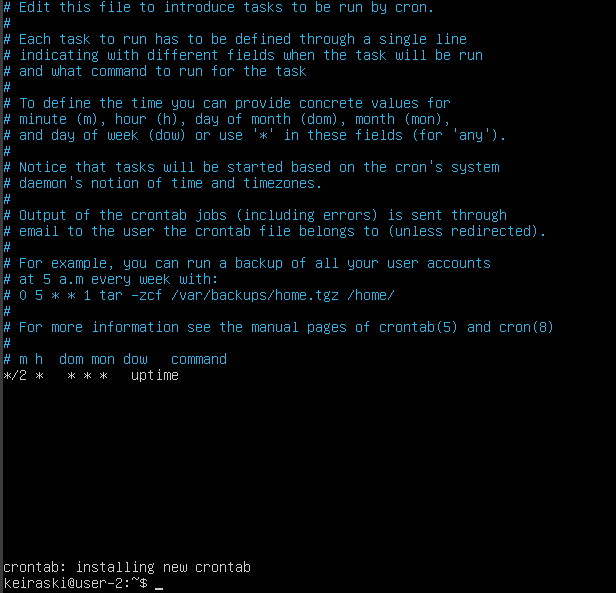 # Edit this file to introduce tasks to be run by cron.
#
# Each task to run has to be defined through a single line
# indicating with different fields when the task will be run
# and what command to run for the task
#
# To define the time you can provide concrete values for
# minute (m), hour (h), day of month (dom), month (mon),
# and day of week (dow) or use '*' in these fields (for 'any').
#
# Notice that tasks will be started based on the cron's system
# daemon's notion of time and timezones.
#
# Output of the crontab jobs (including errors) is sent through
# email to the user the crontab file belongs to (unless redirected).
#
# For example, you can run a backup of all your user accounts
# at 5 a.m every week with:
# 0 5 * * 1 tar -zcf /var/backups/home.tgz /home/
#
# For more information see the manual pages of crontab(5) and cron(8)
#
# m h  dom mon dow   command
*/2 *   * * *   uptime
crontab: installing new crontab
keiraski@user-2:~$ _